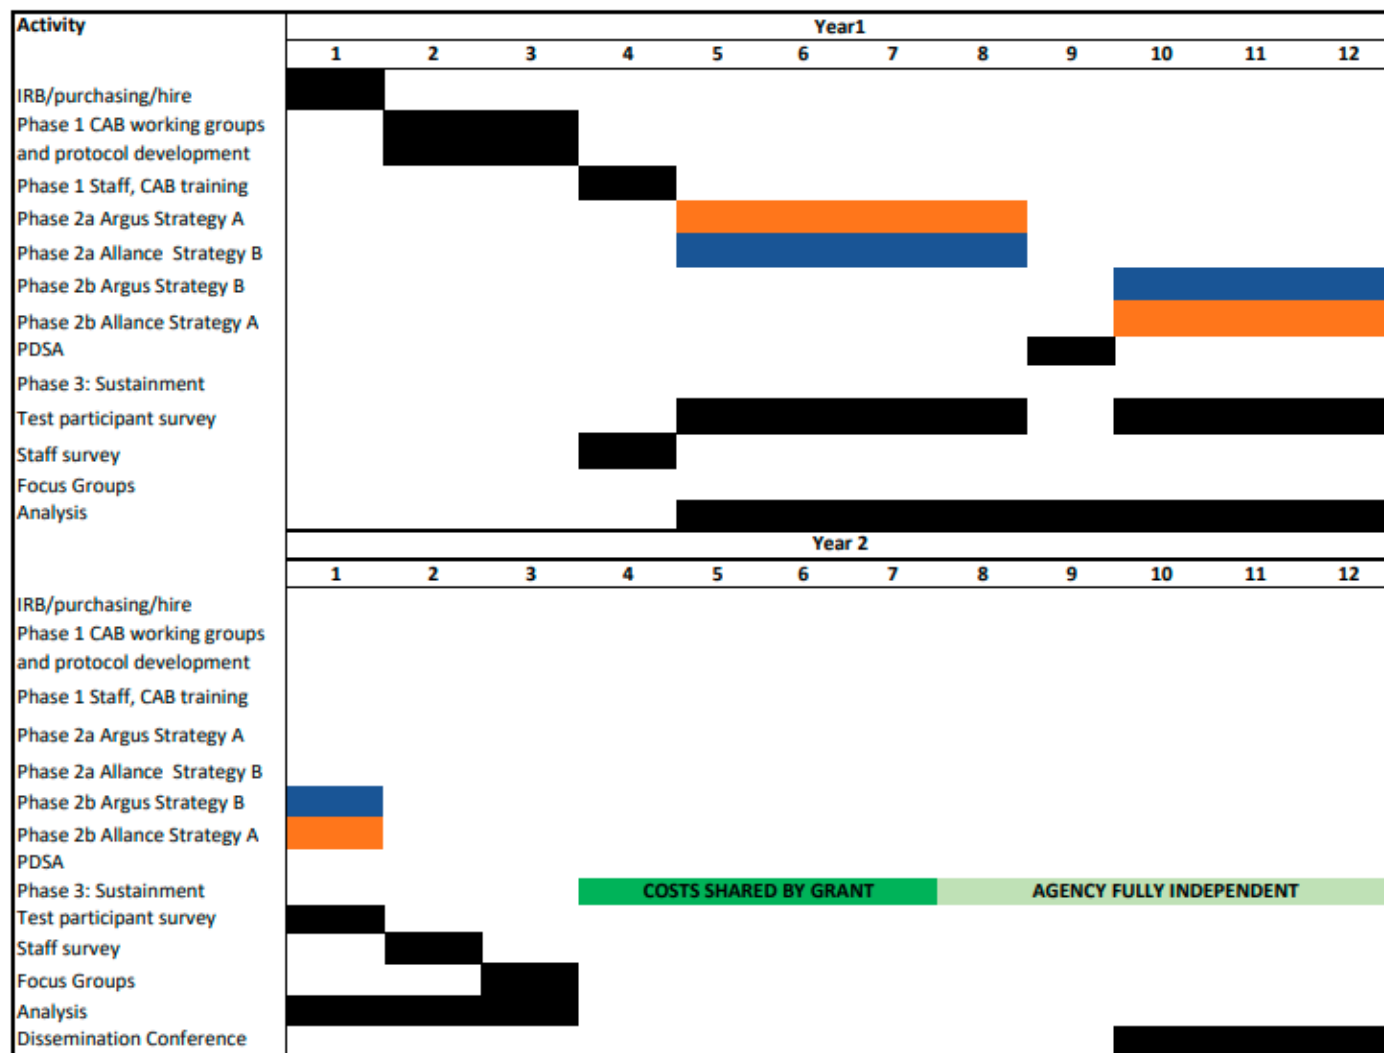 Activity
Year1
1 2 3 4 5 6 7 8 9 10 11 12
IRB/purchasing/hire
Phase 1 CAB working groups
and protocol development
Phase 1 Staff, CAB training
Phase 2a Argus Strategy A
Phase 2a Allance Strategy B
Phase 2b Argus Strategy B
Phase 2b Allance Strategy A
PDSA
Phase 3: Sustainment
Test participant survey
Staff survey
Focus Groups
Analysis
Year 2
1 2 3 4 5 6 7 8 9 10 11 12
IRB/purchasing/hire
Phase 1 CAB working groups
and protocol development
Phase 1 Staff, CAB training
Phase 2a Argus Strategy A
Phase 2a Allance Strategy B
Phase 2b Argus Strategy B
Phase 2b Allance Strategy A
PDSA
Phase 3: Sustainment COSTS SHARED BY GRANT AGENCY FULLY INDEPENDENT
Test participant survey
Staff survey
Focus Groups
Analysis
Dissemination Conference